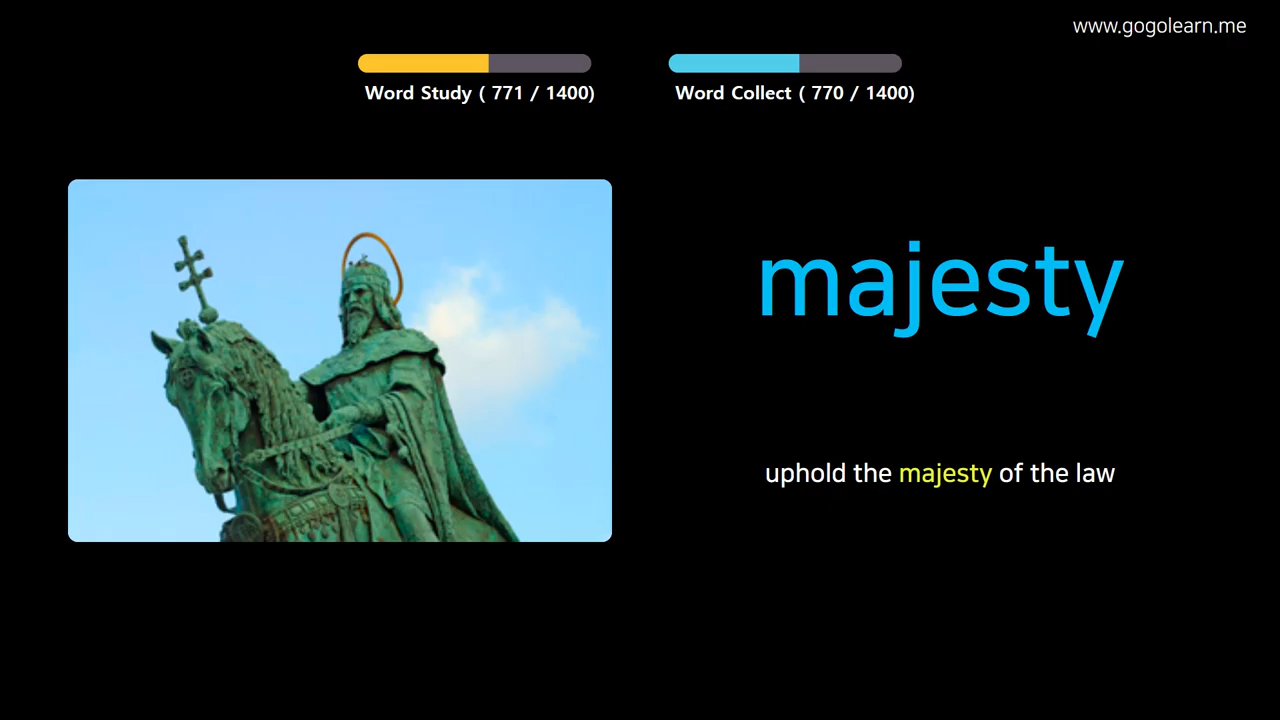 www.gogolearn.me
Word Study ( 771 / 1400)
Word Collect ( 770 / 1400)
majesty
uphold the majesty of the law